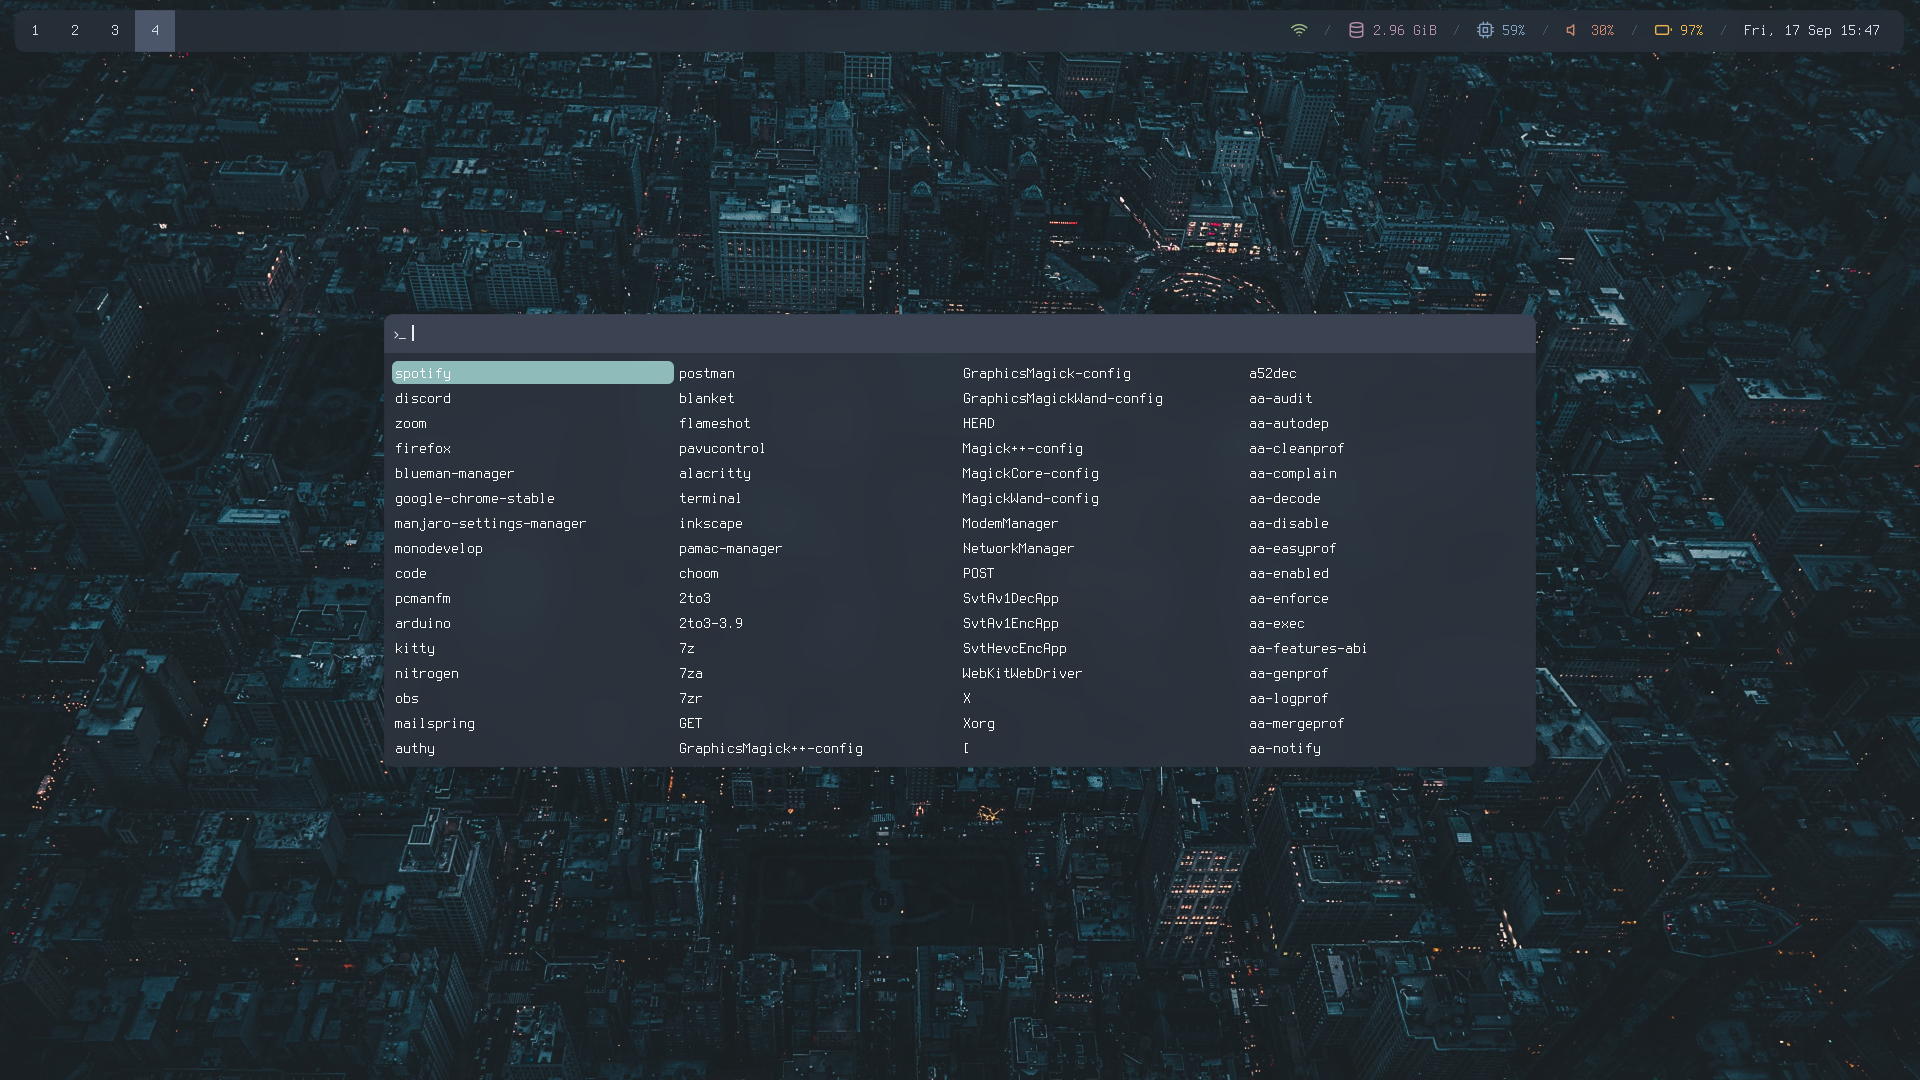 1 2 3 4 / 2.96 GiB / 59% / 30% / 97% / Fri, 17 Sep 15:47
>_
spotify
discord
zoom
firefox
blueman-manager
google-chrome-stable
manjaro-settings-manager
monodevelop
code
pcmanfm
arduino
kitty
nitrogen
obs
mailspring
authy
postman
blanket
flameshot
pavucontrol
alacritty
terminal
inkscape
pamac-manager
choom
2to3
2to3-3.9
7z
7za
7zr
GET
GraphicsMagick++-config
GraphicsMagick-config
GraphicsMagickWand-config
HEAD
Magick++-config
MagickCore-config
MagickWand-config
ModemManager
NetworkManager
POST
SvtAv1DecApp
SvtAv1EncApp
SvtHevcEncApp
WebKitWebDriver
X
Xorg
[
a52dec
aa-audit
aa-autodep
aa-cleanprof
aa-complain
aa-decode
aa-disable
aa-easyprof
aa-enabled
aa-enforce
aa-exec
aa-features-abi
aa-genprof
aa-logprof
aa-mergeprof
aa-notify